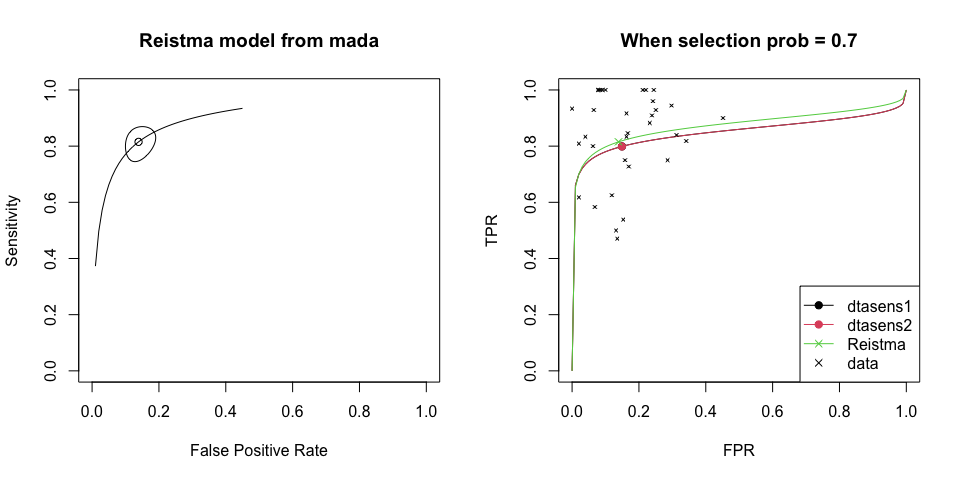 Reistma model from mada
1.0
0.8
0.6
0.4
0.2
0.0
Sensitivity
0.0 0.2 0.4 0.6 0.8 1.0
False Positive Rate
When selection prob = 0.7
1.0
0.8
0.6
0.4
0.2
0.0
TPR
dtasens1
dtasens2
Reistma
data
0.0 0.2 0.4 0.6 0.8 1.0
FPR